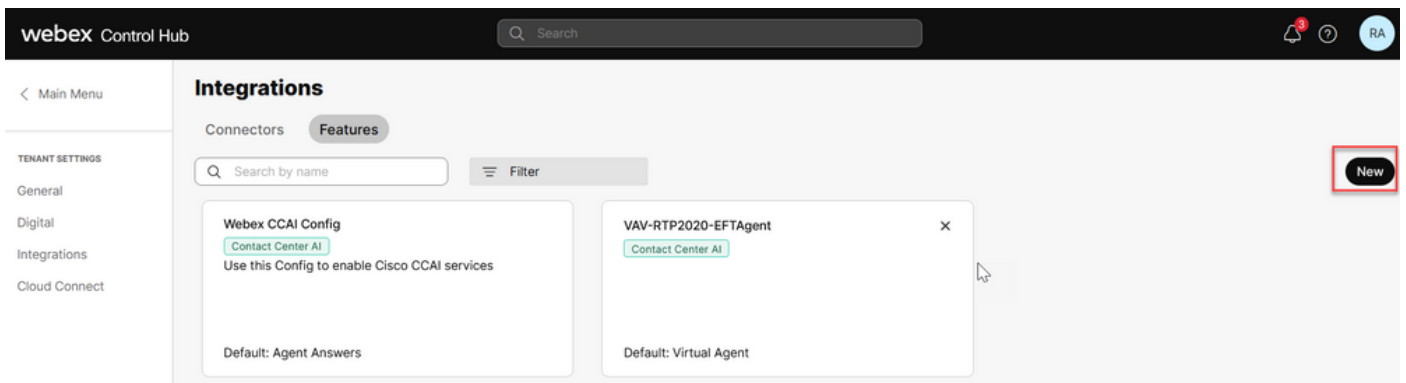 webex Control Hub
Search
3
RA
Main Menu
TENANT SETTINGS
General
Digital
Integrations
Cloud Connect
Integrations
Connectors
Features
Search by name
Filter
New
Webex CCAI Config
Contact Center AI
Use this Config to enable Cisco CCAI services
Default: Agent Answers
VAV-RTP2020-EFTAgent
Contact Center AI
Default: Virtual Agent